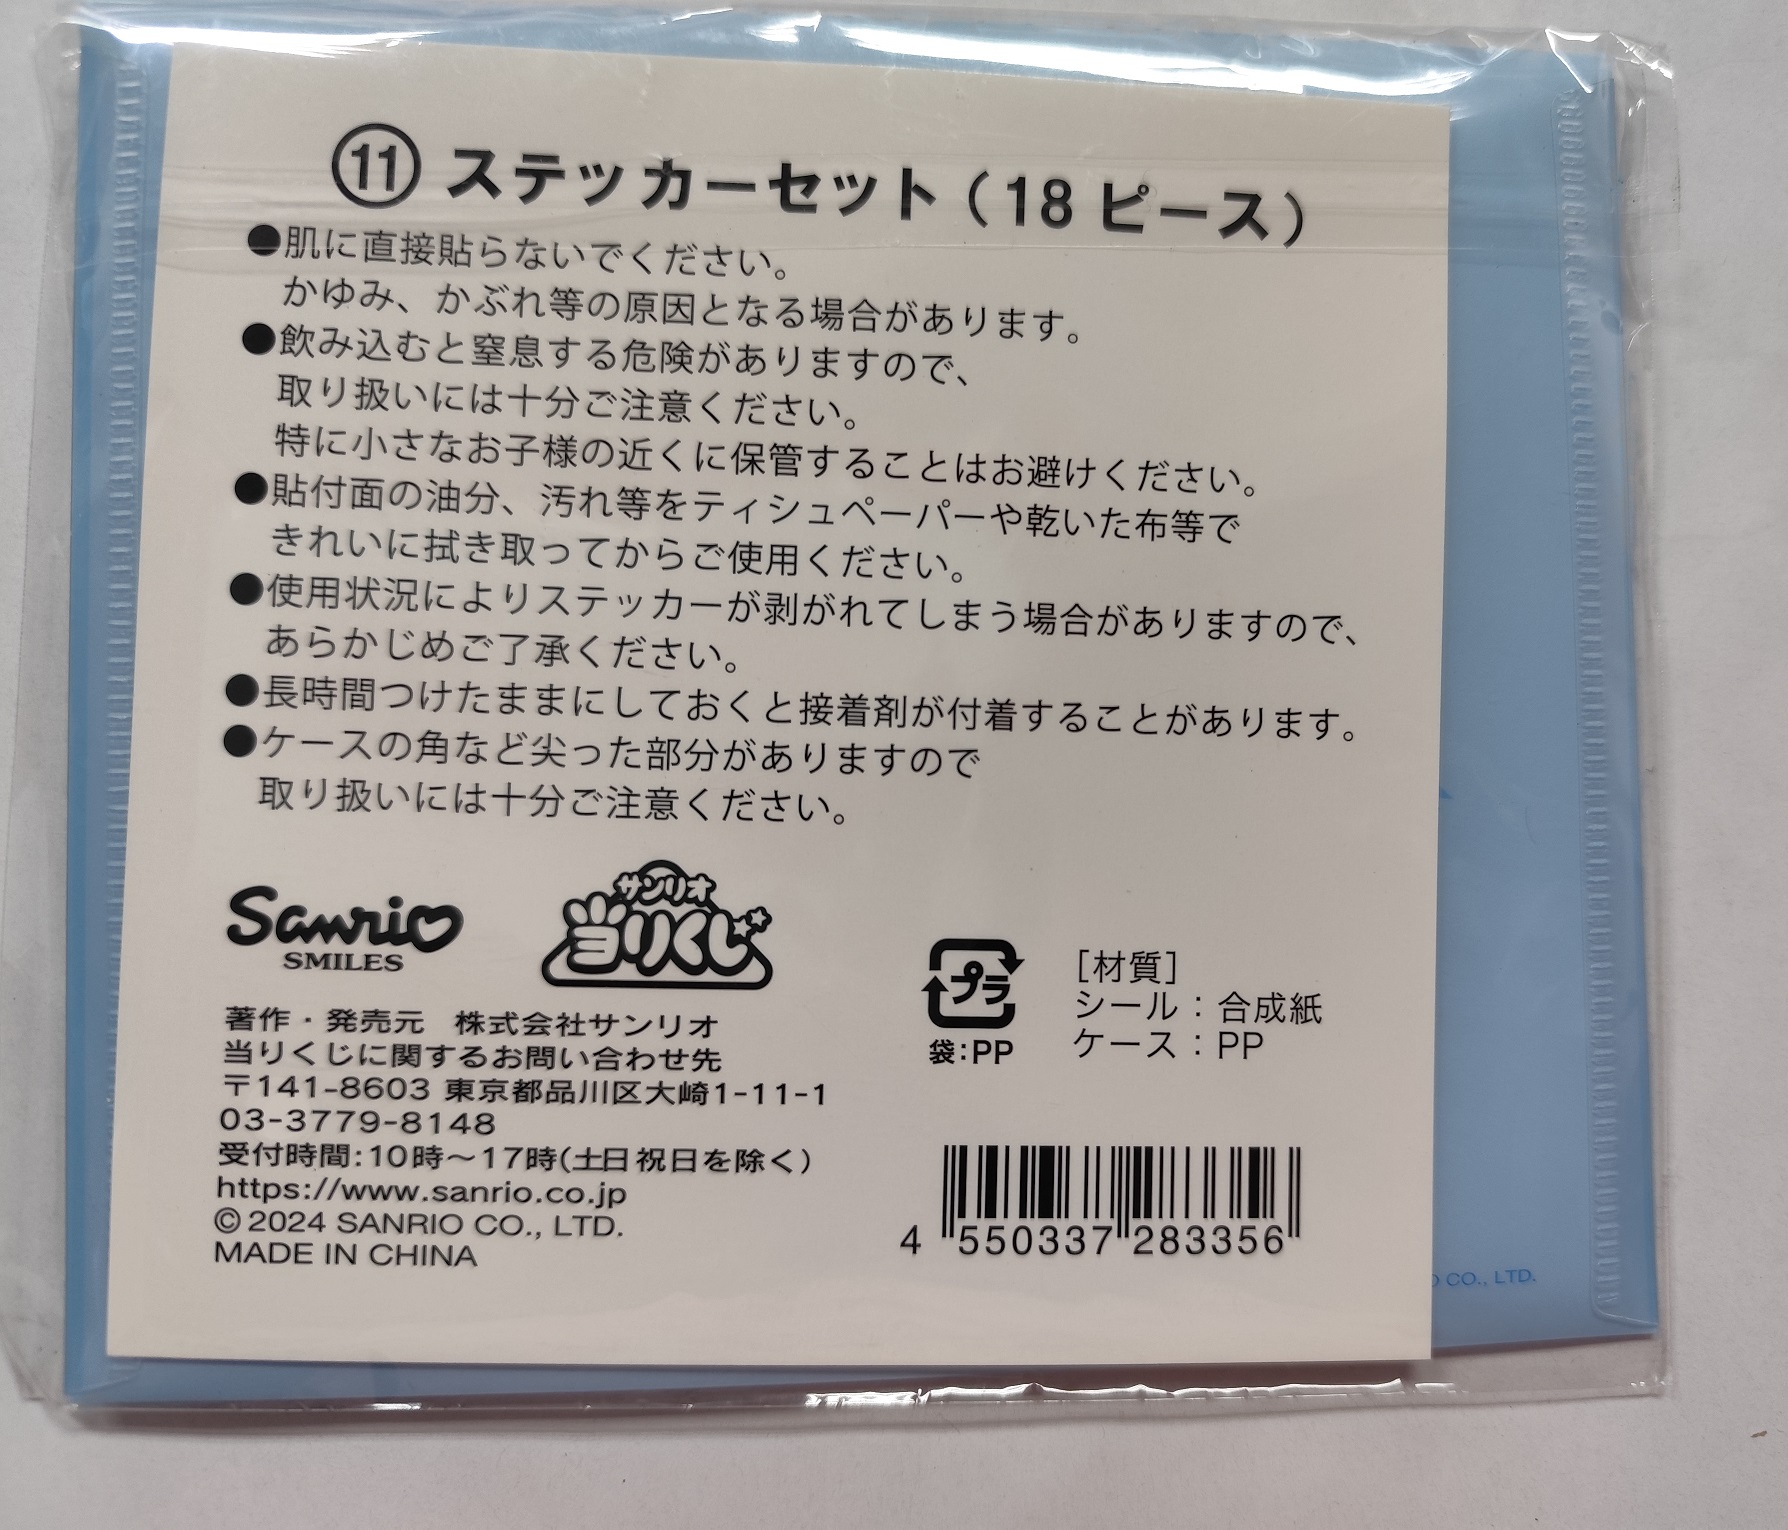 ⑪ ステッカーセット（18 ピース）
●肌に直接貼らないでください。
かゆみ、かぶれ等の原因となる場合があります。
●飲み込むと窒息する危険がありますので、
取り扱いには十分ご注意ください。
特に小さなお子様の近くに保管することはお避けください。
●貼付面の油分、汚れ等をティシュペーパーや乾いた布等で
きれいに拭き取ってからご使用ください。
●使用状況によりステッカーが剥がれてしまう場合がありますので、
あらかじめご了承ください。
●長時間つけたままにしておくと接着剤が付着することがあります。
●ケースの角など尖った部分がありますので
取り扱いには十分ご注意ください。
Sanrio
SMILES
サンリオ
当りくじ
著作・発売元　株式会社サンリオ
当りくじに関するお問い合わせ先
〒141-8603 東京都品川区大崎1-11-1
03-3779-8148
受付時間:10時～17時(土日祝日を除く)
https://www.sanrio.co.jp
© 2024 SANRIO CO., LTD.
MADE IN CHINA
プラ
袋:PP
［材質］
シール：合成紙
ケース：PP
4 550337 283356
CO., LTD.